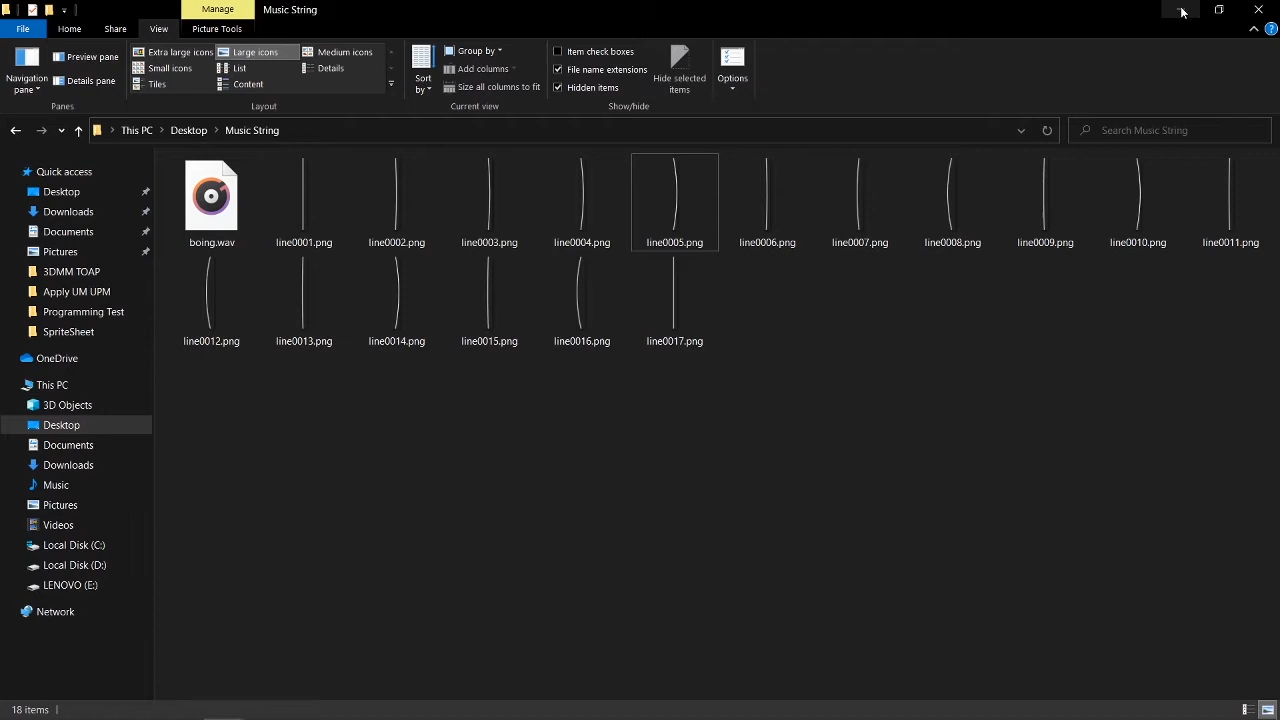 Manage
Music String
File
Home
Share
View
Picture Tools
Navigation pane
Preview pane
Details pane
Panes
Extra large icons
Large icons
Medium icons
Small icons
List
Details
Tiles
Content
Layout
Sort by
Group by
Add columns
Size all columns to fit
Current view
Item check boxes
File name extensions
Hidden items
Hide selected items
Show/hide
Options
This PC
Desktop
Music String
Search Music String
Quick access
Desktop
Downloads
Documents
Pictures
3DMM TOAP
Apply UM UPM
Programming Test
SpriteSheet
OneDrive
This PC
3D Objects
Desktop
Documents
Downloads
Music
Pictures
Videos
Local Disk (C:)
Local Disk (D:)
LENOVO (E:)
Network
boing.wav
line0001.png
line0002.png
line0003.png
line0004.png
line0005.png
line0006.png
line0007.png
line0008.png
line0009.png
line0010.png
line0011.png
line0012.png
line0013.png
line0014.png
line0015.png
line0016.png
line0017.png
18 items